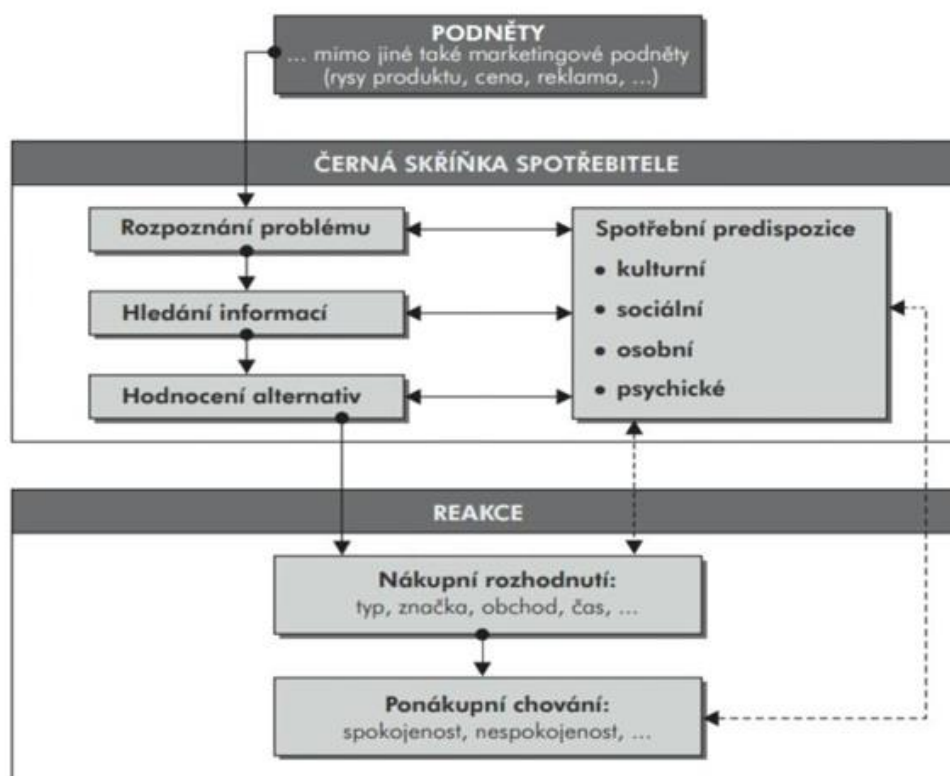 PODNĚTY
... mimo jiné také marketingové podněty
(rysy produktu, cena, reklama, ...)
ČERNÁ SKŘÍŇKA SPOTŘEBITELE
Rozpoznání problému
Hledání informací
Hodnocení alternativ
Spotřební predispozice
• kulturní
• sociální
• osobní
• psychické
REAKCE
Nákupní rozhodnutí:
typ, značka, obchod, čas, ...
Ponákupní chování:
spokojenost, nespokojenost, ...